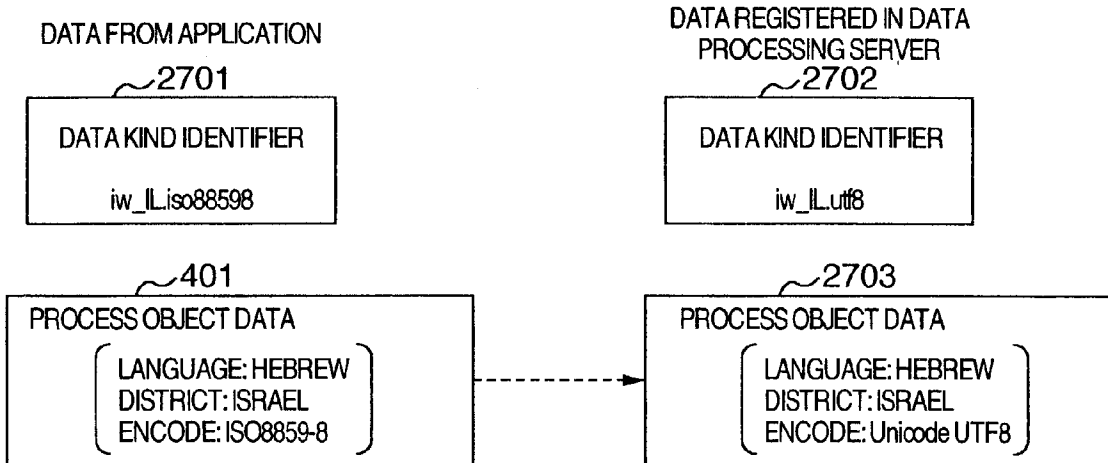 DATA FROM APPLICATION
2701
DATA KIND IDENTIFIER
iw_IL.iso88598
401
PROCESS OBJECT DATA
LANGUAGE: HEBREW
DISTRICT: ISRAEL
ENCODE: ISO8859-8
DATA REGISTERED IN DATA
PROCESSING SERVER
2702
DATA KIND IDENTIFIER
iw_IL.utf8
2703
PROCESS OBJECT DATA
LANGUAGE: HEBREW
DISTRICT: ISRAEL
ENCODE: Unicode UTF8